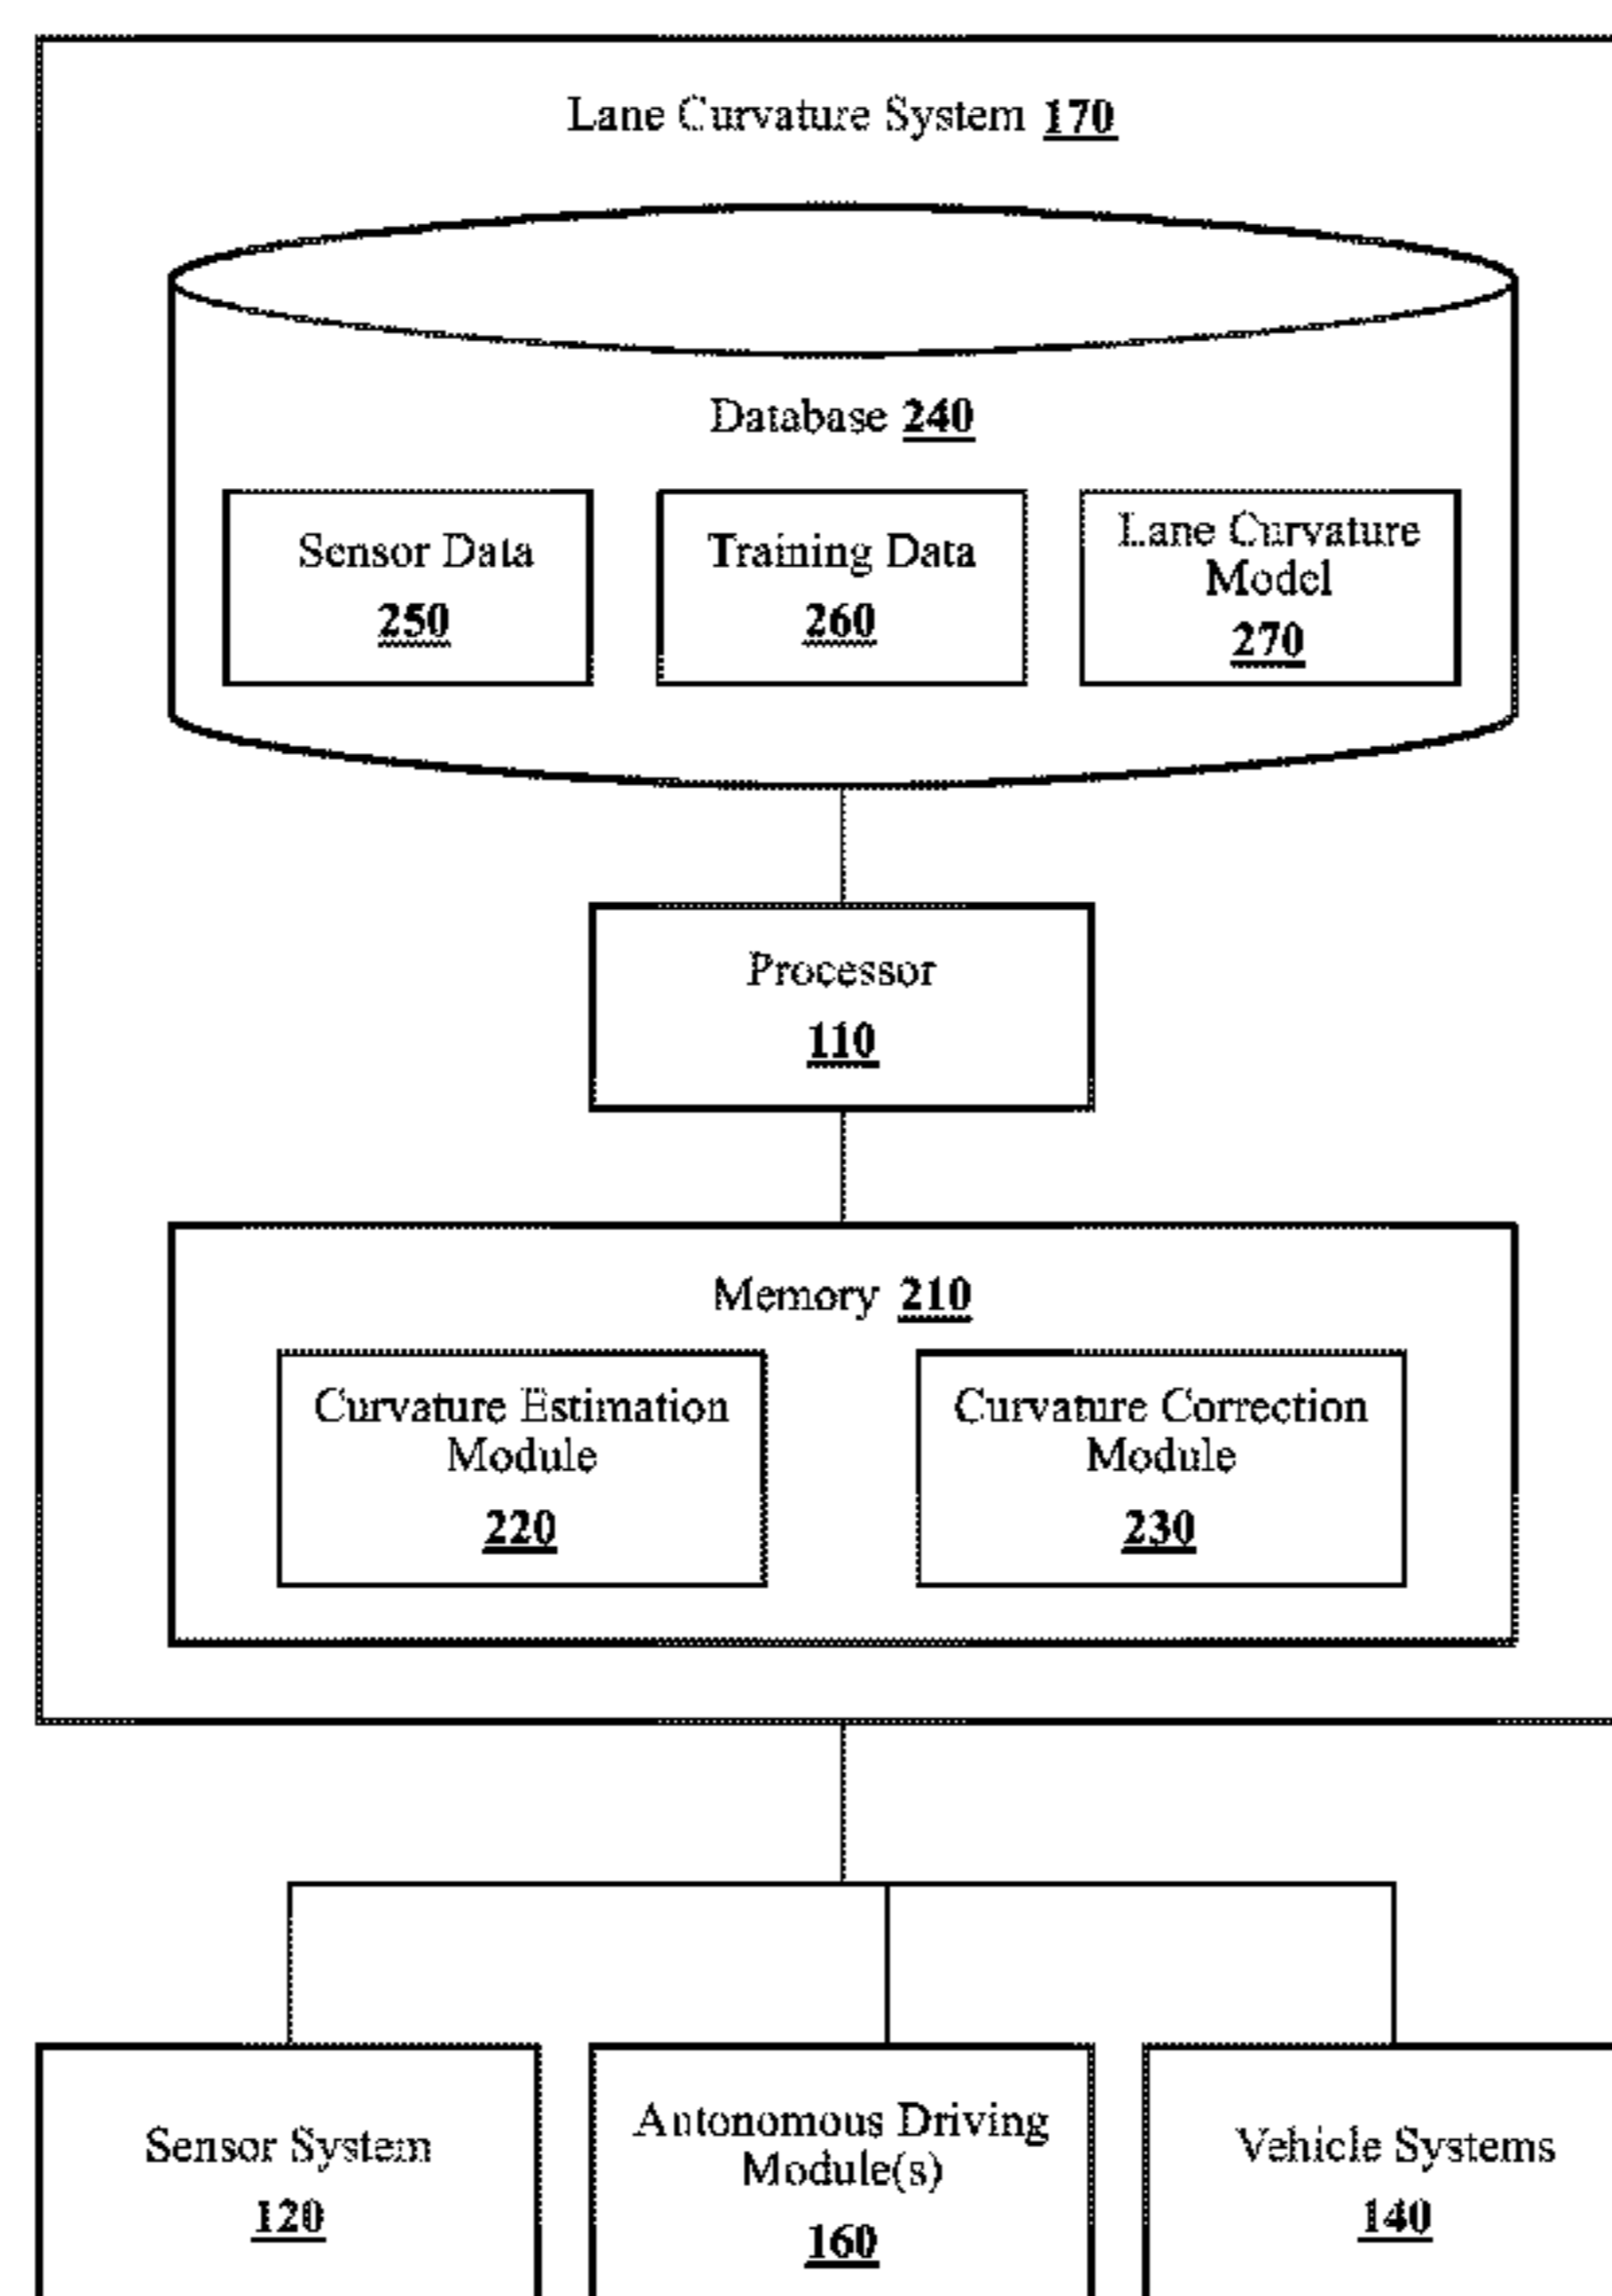 Lane Curvature System 170
Database 240
Sensor Data
250
Training Data
260
Lane Curvature
Model
270
Processor
110
Memory 210
Curvature Estimation
Module
220
Curvature Correction
Module
230
Sensor System
120
Autonomous Driving
Module(s)
160
Vehicle Systems
140